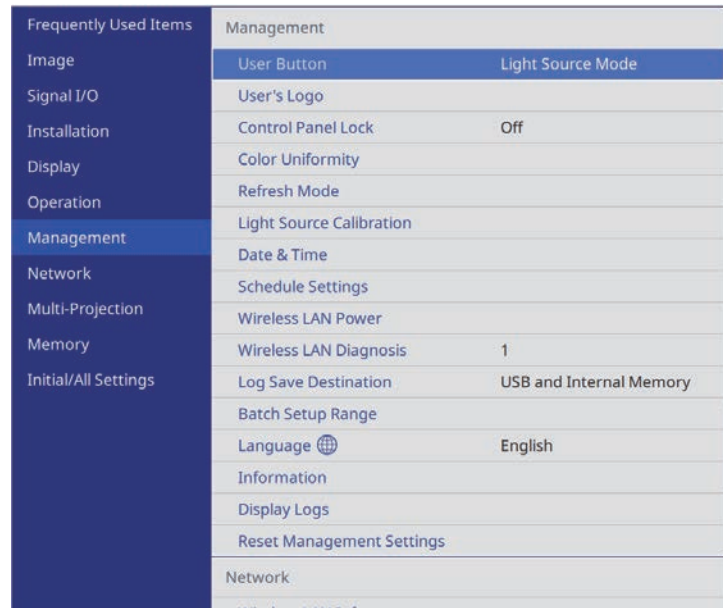 Frequently Used Items
Image
Signal I/O
Installation
Display
Operation
Management
Network
Multi-Projection
Memory
Initial/All Settings
Management
User Button Light Source Mode
User's Logo
Control Panel Lock Off
Color Uniformity
Refresh Mode
Light Source Calibration
Date & Time
Schedule Settings
Wireless LAN Power
Wireless LAN Diagnosis 1
Log Save Destination USB and Internal Memory
Batch Setup Range
Language English
Information
Display Logs
Reset Management Settings
Network